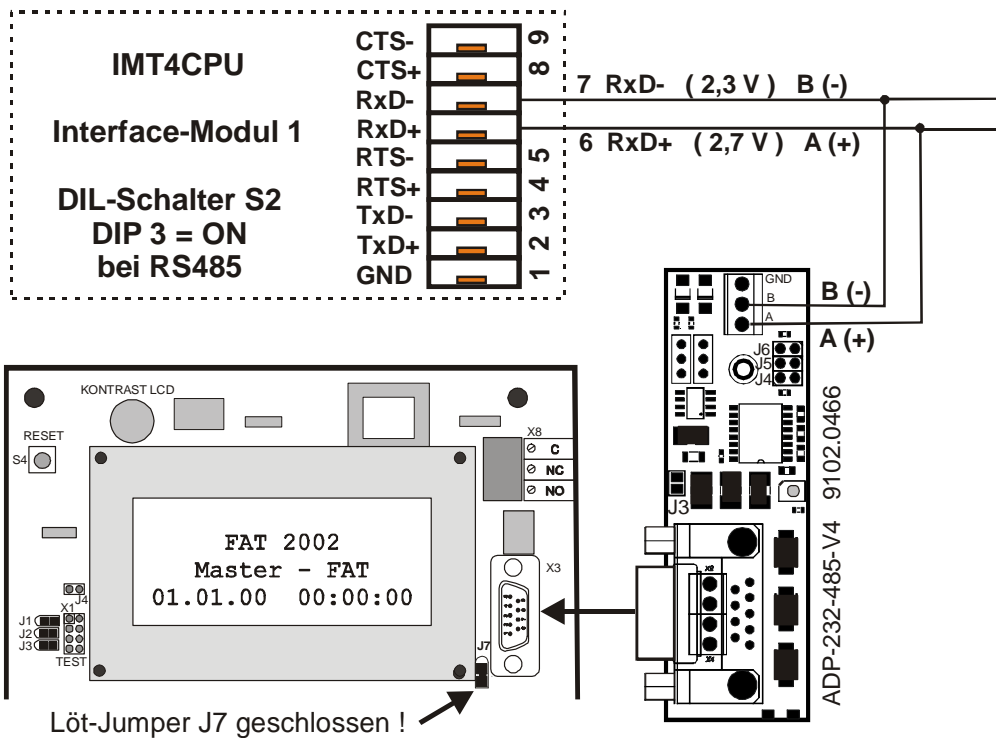 IMT4CPU
Interface-Modul 1
DIL-Schalter S2
DIP 3 = ON
bei RS485
CTS- 9
CTS+ 8
RxD-
RxD+
RTS- 5
RTS+ 4
TxD- 3
TxD+ 2
GND 1
7 RxD- ( 2,3 V ) B (-)
6 RxD+ ( 2,7 V ) A (+)
GND
B
A
B (-)
A (+)
J6
J5
J4
J3
ADP-232-485-V4 9102.0466
KONTRAST LCD
RESET
S4
X8
C
NC
NO
FAT 2002
Master - FAT
01.01.00 00:00:00
X3
J4
X1
J1
J2
J3
TEST
J7
Löt-Jumper J7 geschlossen !